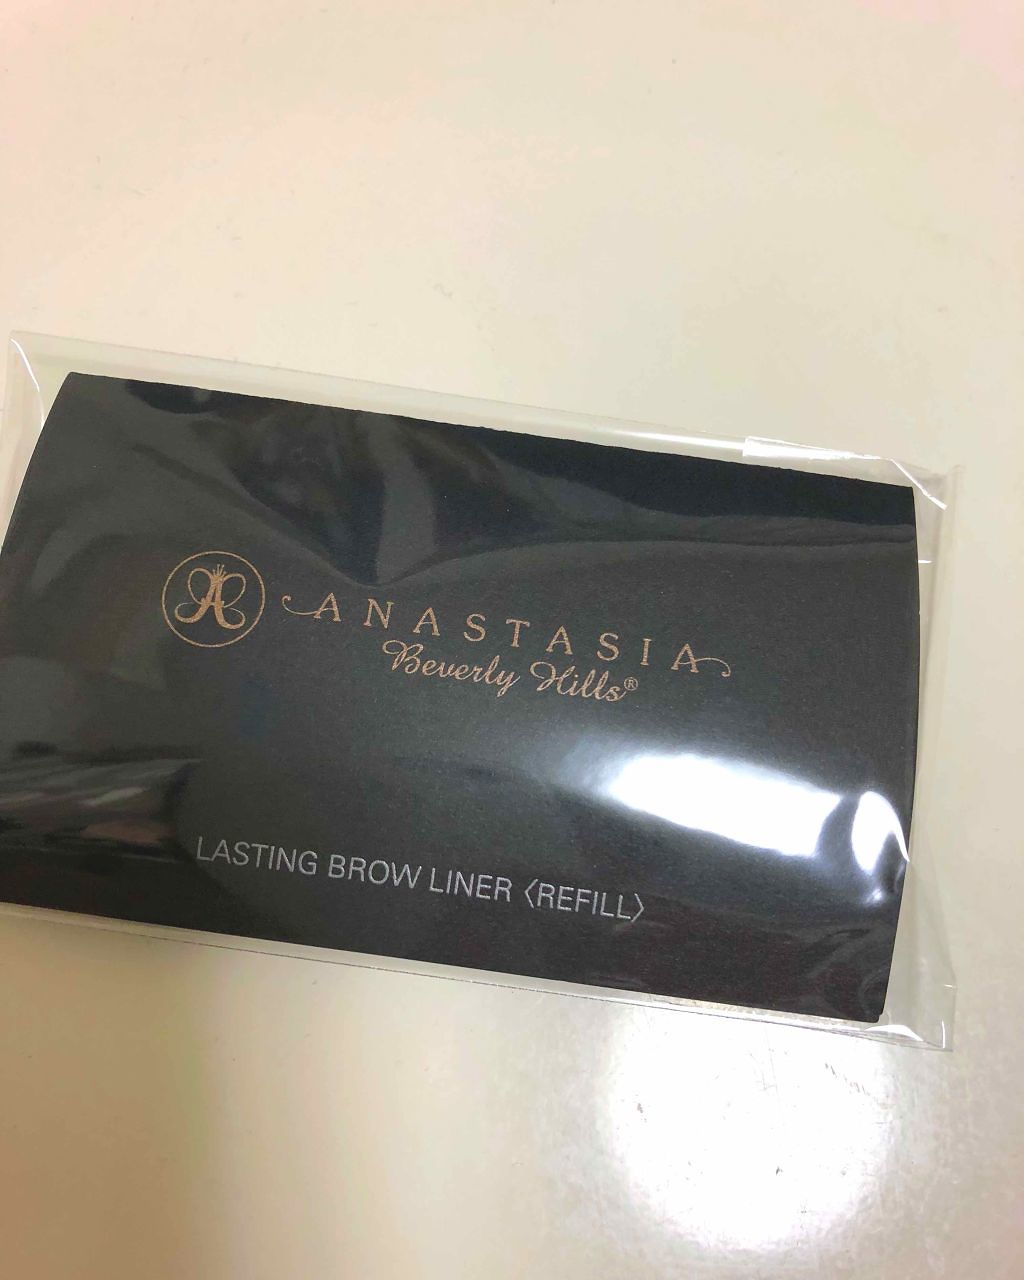 A
ANASTASIA
Beverly Hills®
LASTING BROW LINER〈REFILL〉